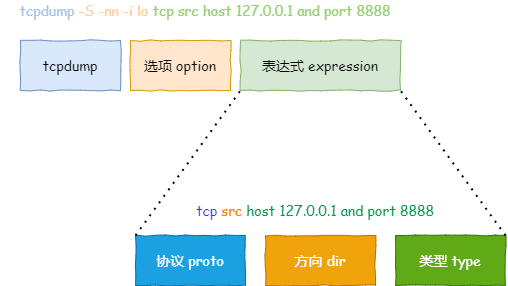 tcpdump -S -nn -i lo tcp src host 127.0.0.1 and port 8888
tcpdump
选项 option
表达式 expression
tcp src host 127.0.0.1 and port 8888
协议 proto
方向 dir
类型 type